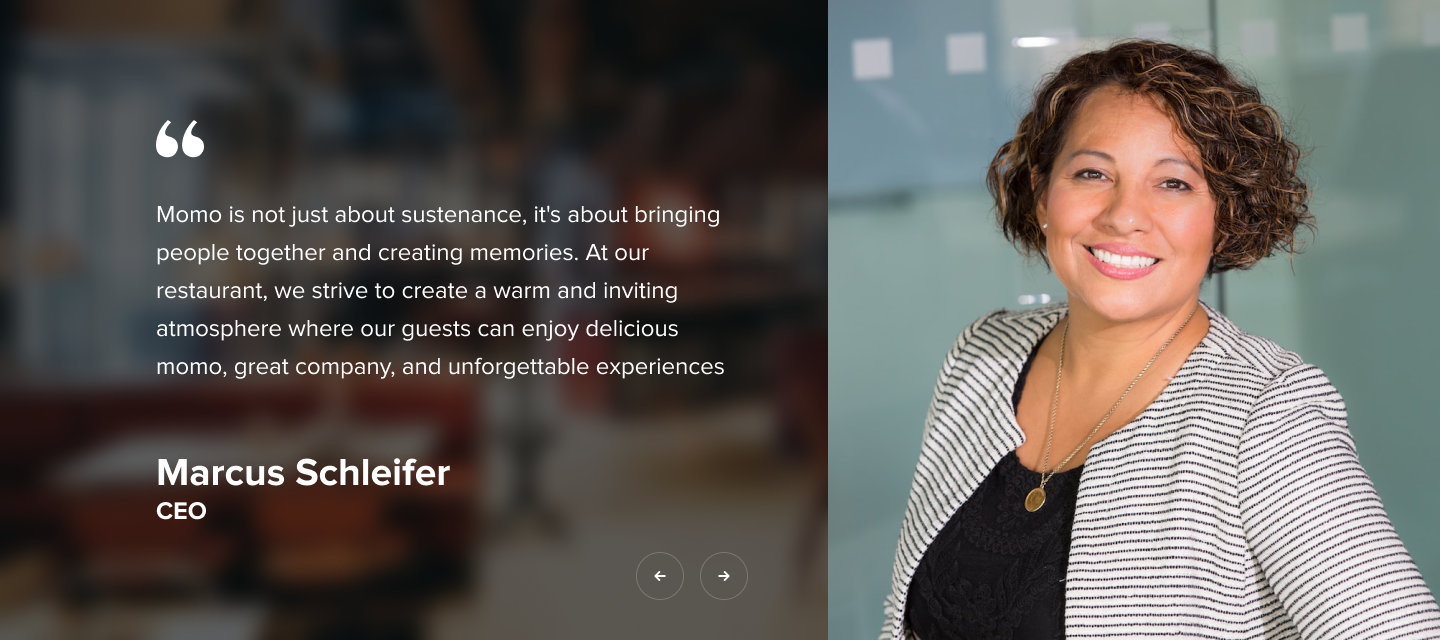 “
Momo is not just about sustenance, it's about bringing
people together and creating memories. At our
restaurant, we strive to create a warm and inviting
atmosphere where our guests can enjoy delicious
momo, great company, and unforgettable experiences
Marcus Schleifer
CEO